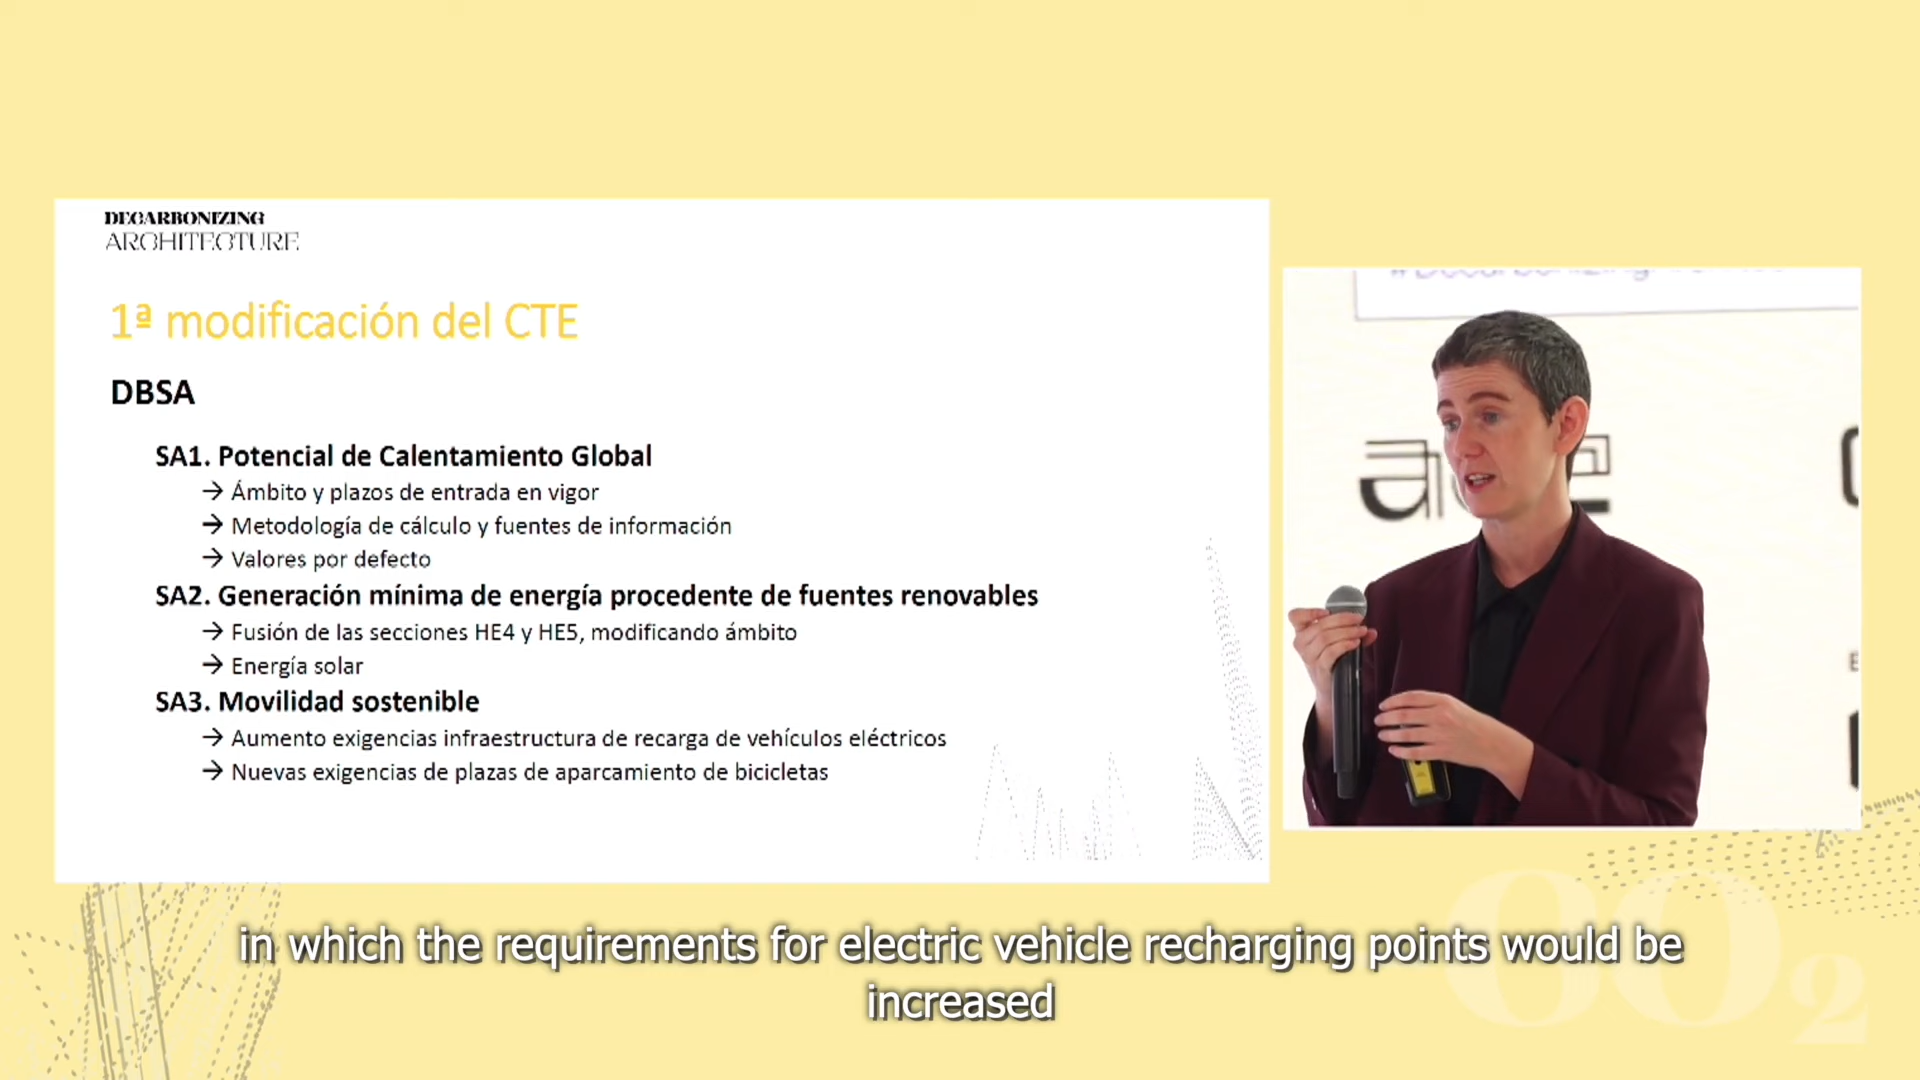 DECARBONIZING
ARCHITECTURE
1ª modificación del CTE
DBSA
SA1. Potencial de Calentamiento Global
→ Ámbito y plazos de entrada en vigor
→ Metodología de cálculo y fuentes de información
→ Valores por defecto
SA2. Generación mínima de energía procedente de fuentes renovables
→ Fusión de las secciones HE4 y HE5, modificando ámbito
→ Energía solar
SA3. Movilidad sostenible
→ Aumento exigencias infraestructura de recarga de vehículos eléctricos
→ Nuevas exigencias de plazas de aparcamiento de bicicletas
in which the requirements for electric vehicle recharging points would be
increased
CO2